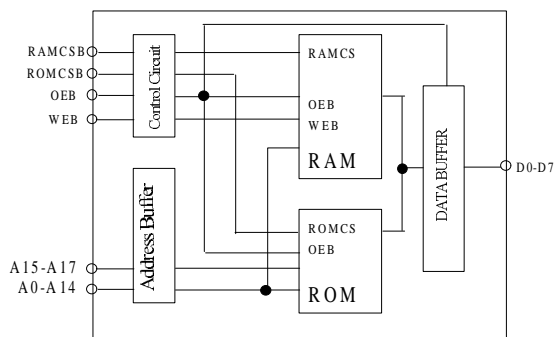 RAMCSB
ROMCSB
OEB
WEB
Control Circuit
RAMCS
OEB
WEB
RAM
DATA BUFFER
D0-D7
Address Buffer
A15-A17
A0-A14
ROMCS
OEB
ROM